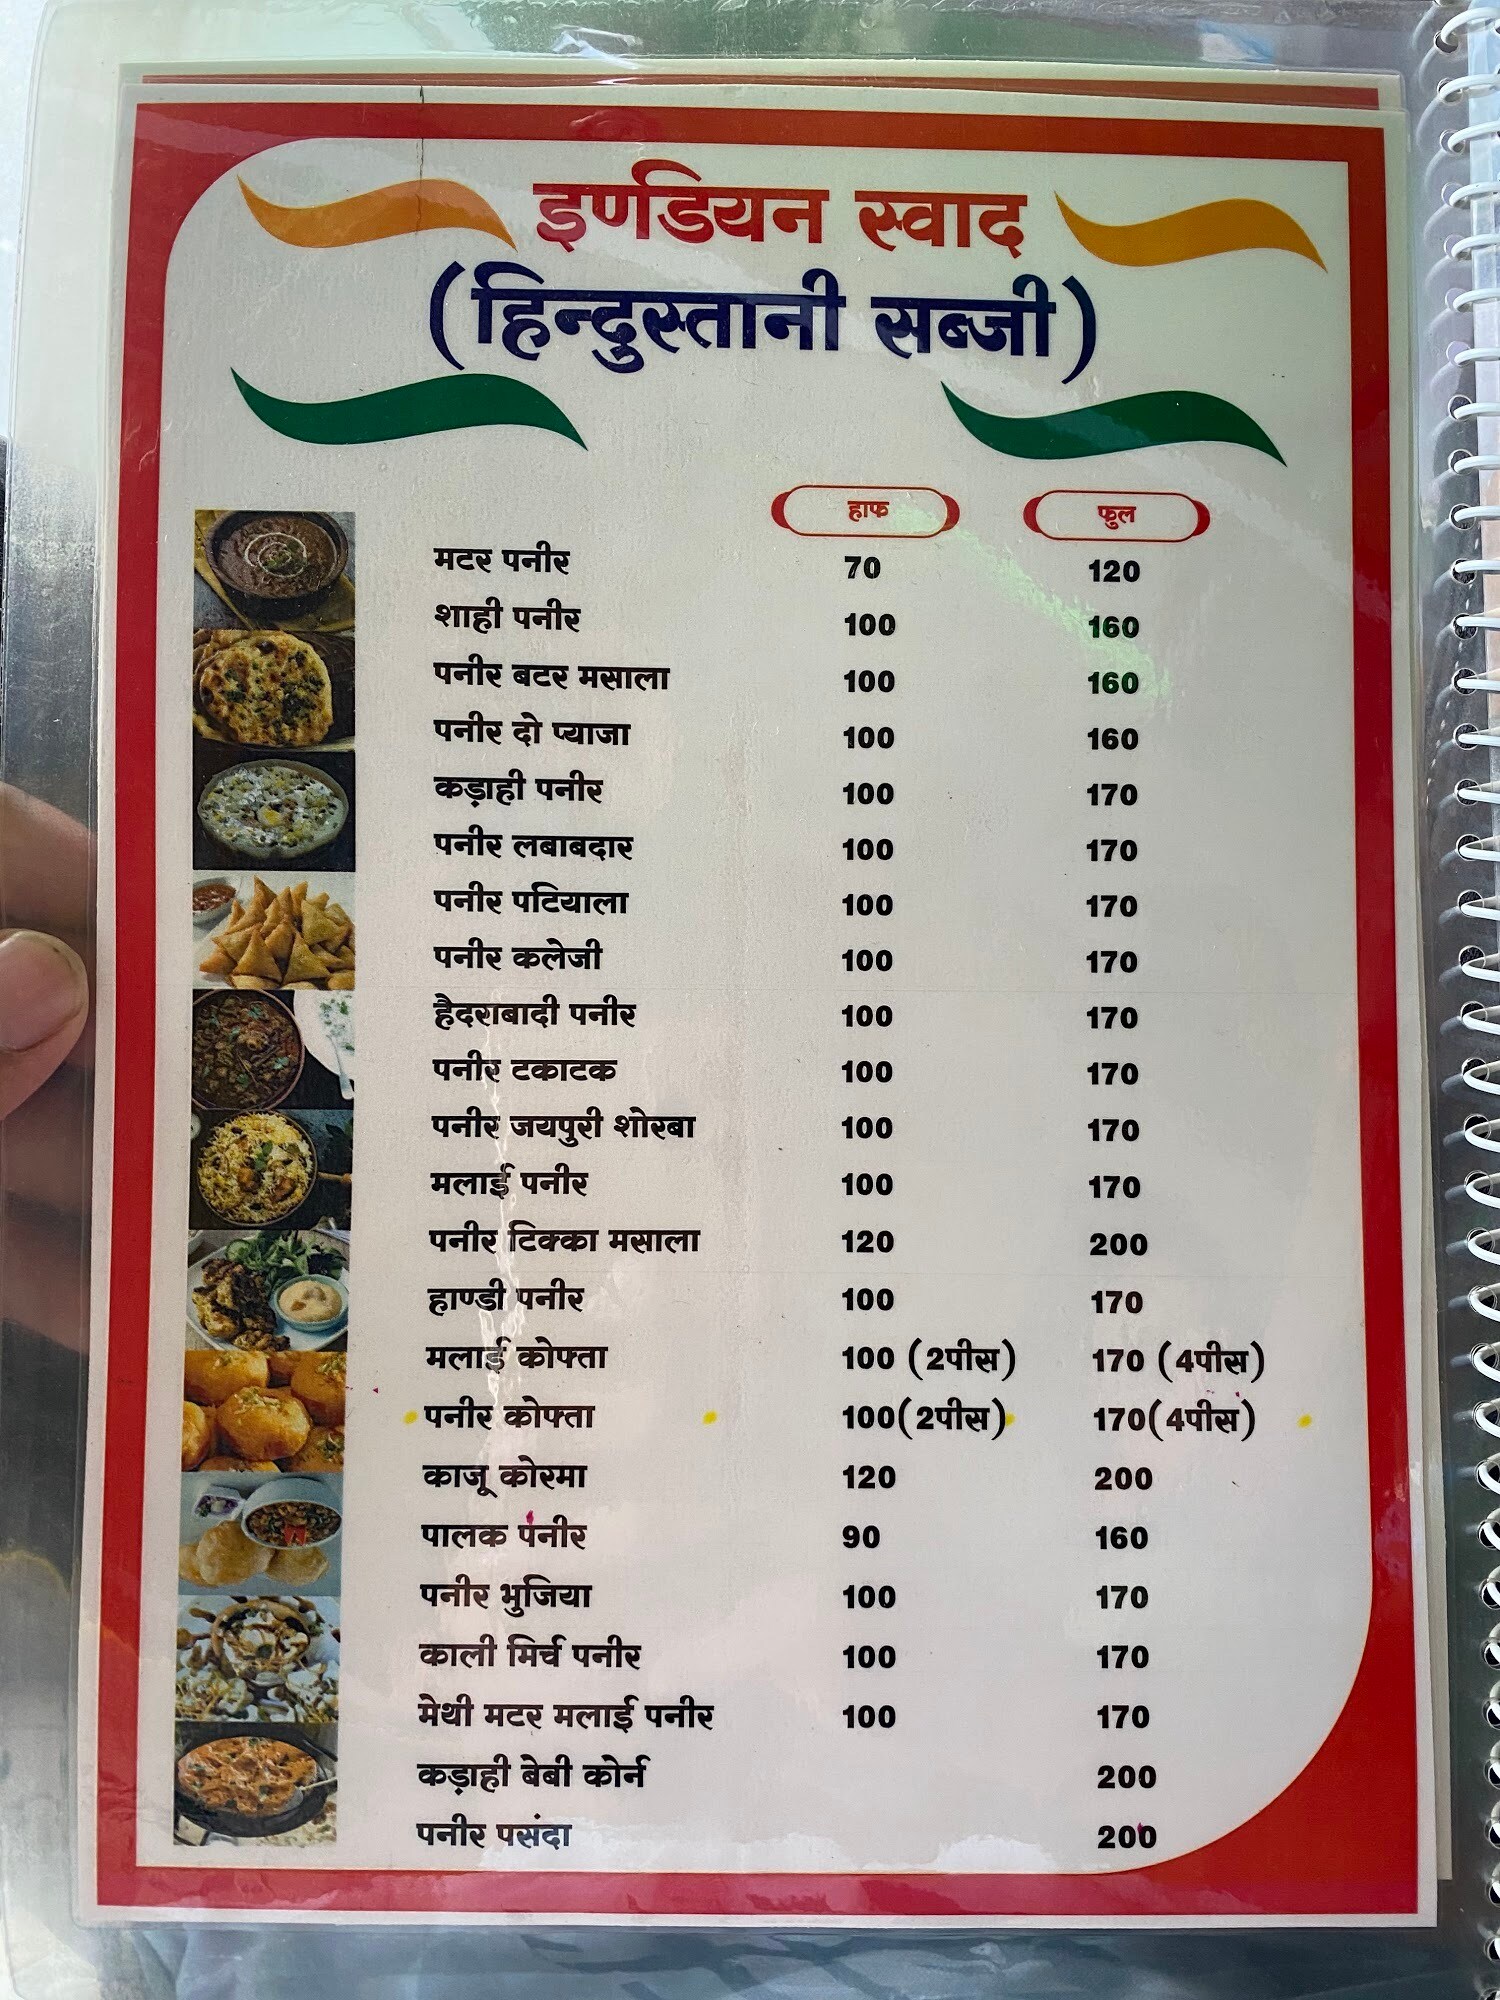 इण्डियन स्वाद
(हिन्दुस्तानी सब्जी)
हाफ फुल
मटर पनीर 70 120
शाही पनीर 100 160
पनीर बटर मसाला 100 160
पनीर दो प्याजा 100 160
कड़ाही पनीर 100 170
पनीर लबाबदार 100 170
पनीर पटियाला 100 170
पनीर कलेजी 100 170
हैदराबादी पनीर 100 170
पनीर टकाटक 100 170
पनीर जयपुरी शोरबा 100 170
मलाई पनीर 100 170
पनीर टिक्का मसाला 120 200
हाण्डी पनीर 100 170
मलाई कोफ्ता 100 (2पीस) 170 (4पीस)
पनीर कोफ्ता 100(2पीस) 170(4पीस)
काजू कोरमा 120 200
पालक पनीर 90 160
पनीर भुजिया 100 170
काली मिर्च पनीर 100 170
मेथी मटर मलाई पनीर 100 170
कड़ाही बेबी कोर्न 200
पनीर पसंदा 200